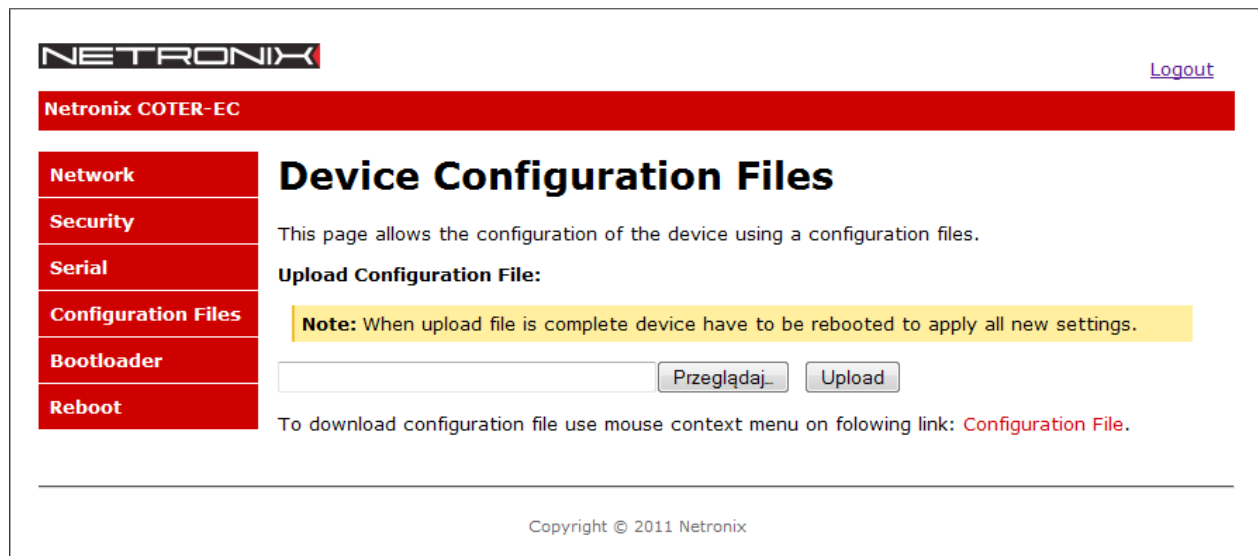 NETRONIX
Logout
Netronix COTER-EC
Network
Security
Serial
Configuration Files
Bootloader
Reboot
Device Configuration Files
This page allows the configuration of the device using a configuration files.
Upload Configuration File:
Note: When upload file is complete device have to be rebooted to apply all new settings.
Przeglądaj... Upload
To download configuration file use mouse context menu on folowing link: Configuration File.
Copyright © 2011 Netronix